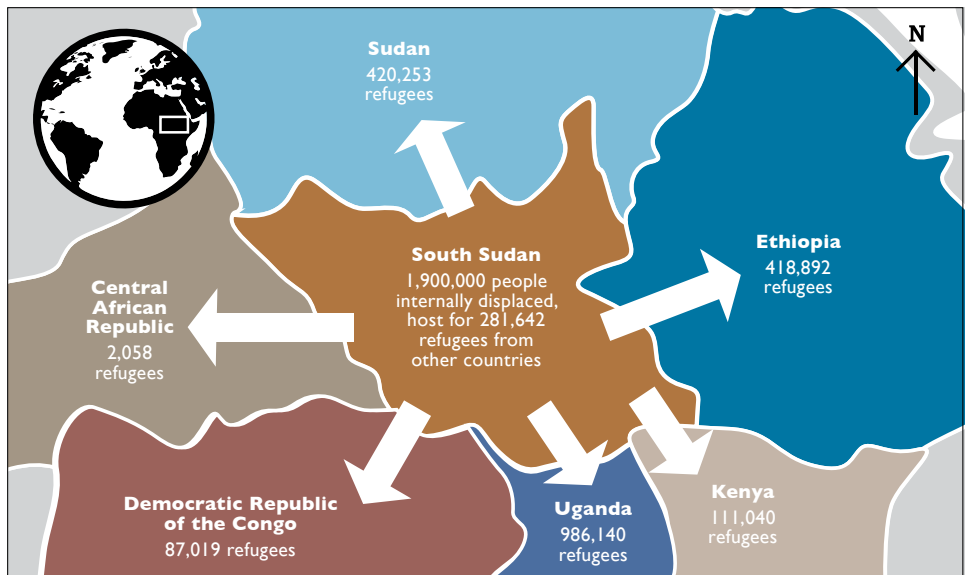 N
Sudan
420,253
refugees
South Sudan
1,900,000 people
internally displaced,
host for 281,642
refugees from
other countries
Ethiopia
418,892
refugees
Central
African
Republic
2,058
refugees
Democratic Republic
of the Congo
87,019 refugees
Uganda
986,140
refugees
Kenya
111,040
refugees